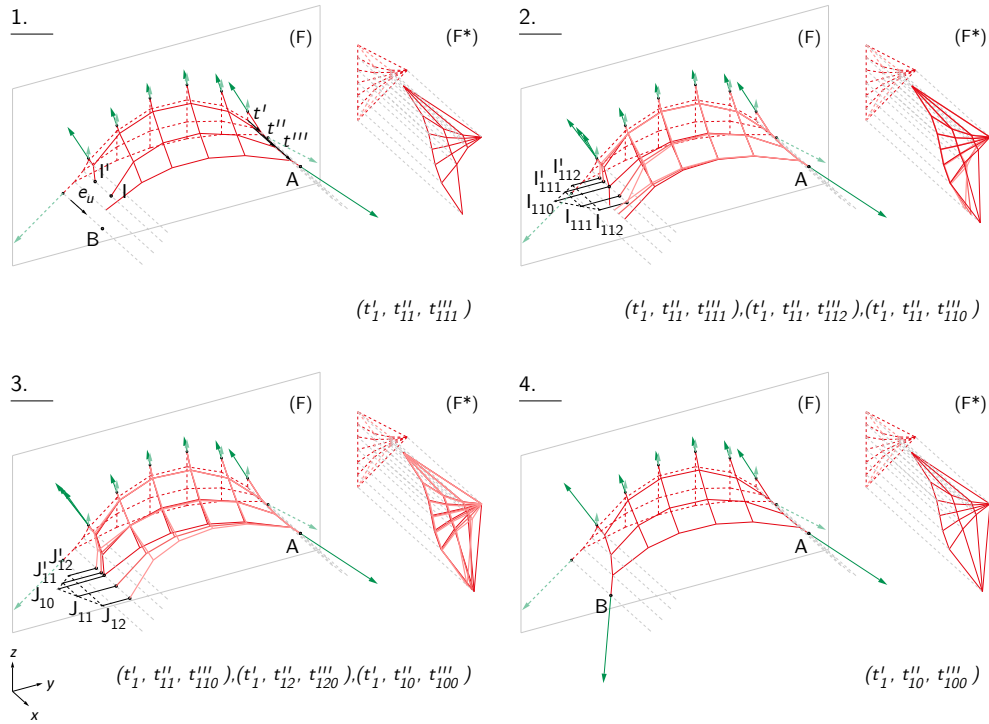 1.
(F)
(F*)
t'
t''
t'''
A
I'
I
e_u
B
(t'_1, t''_11, t'''_111)
2.
(F)
(F*)
A
I'_112
I'_111
I_110
I_111
I_112
(t'_1, t''_11, t'''_111),(t'_1, t''_11, t'''_112),(t'_1, t''_11, t'''_110)
3.
(F)
(F*)
A
J'_12
J'_11
J_10
J_11
J_12
(t'_1, t''_11, t'''_110),(t'_1, t''_12, t'''_120),(t'_1, t''_10, t'''_100)
z
y
x
4.
(F)
(F*)
A
B
(t'_1, t''_10, t'''_100)